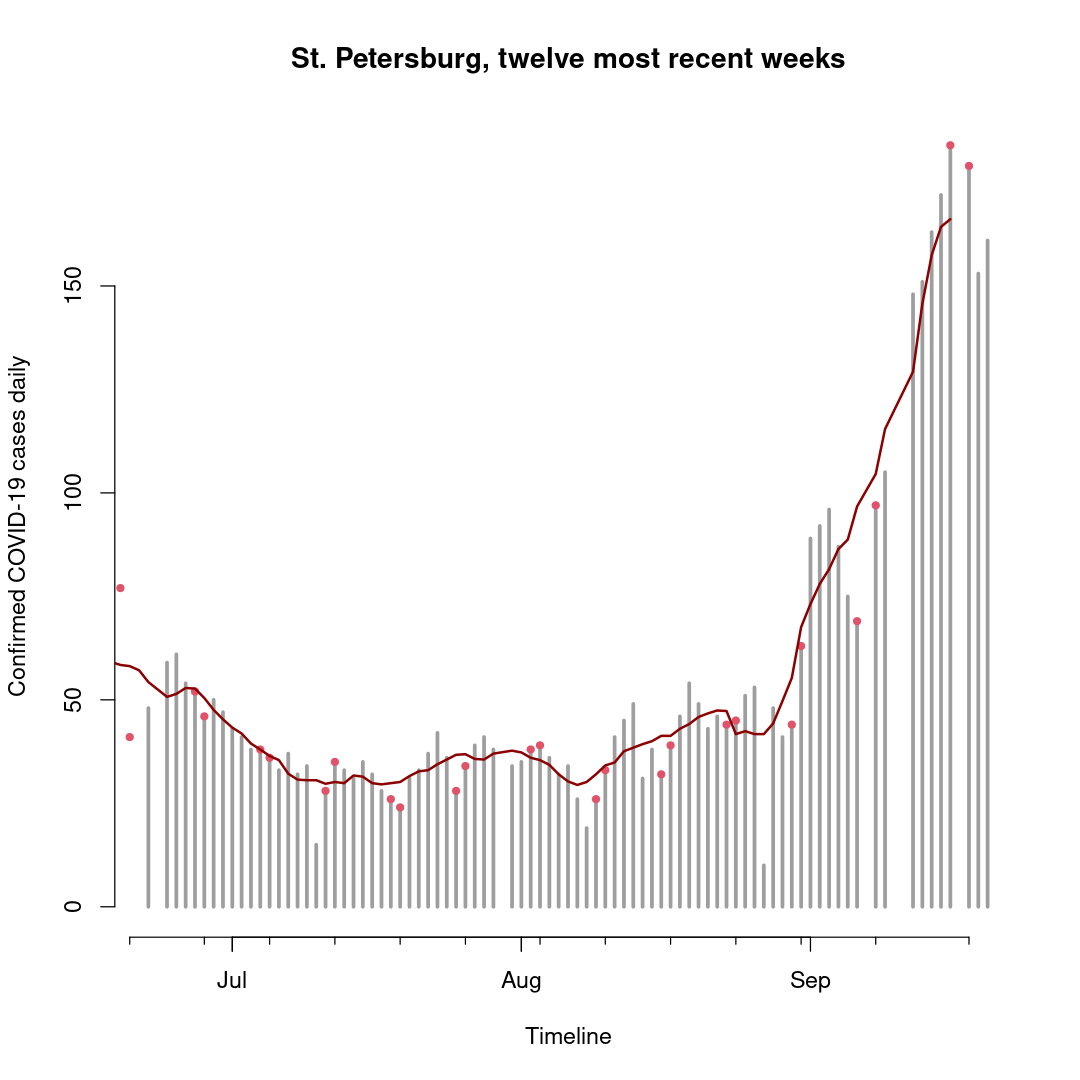 St. Petersburg, twelve most recent weeks
Confirmed COVID-19 cases daily
150
100
50
0
Jul Aug Sep
Timeline